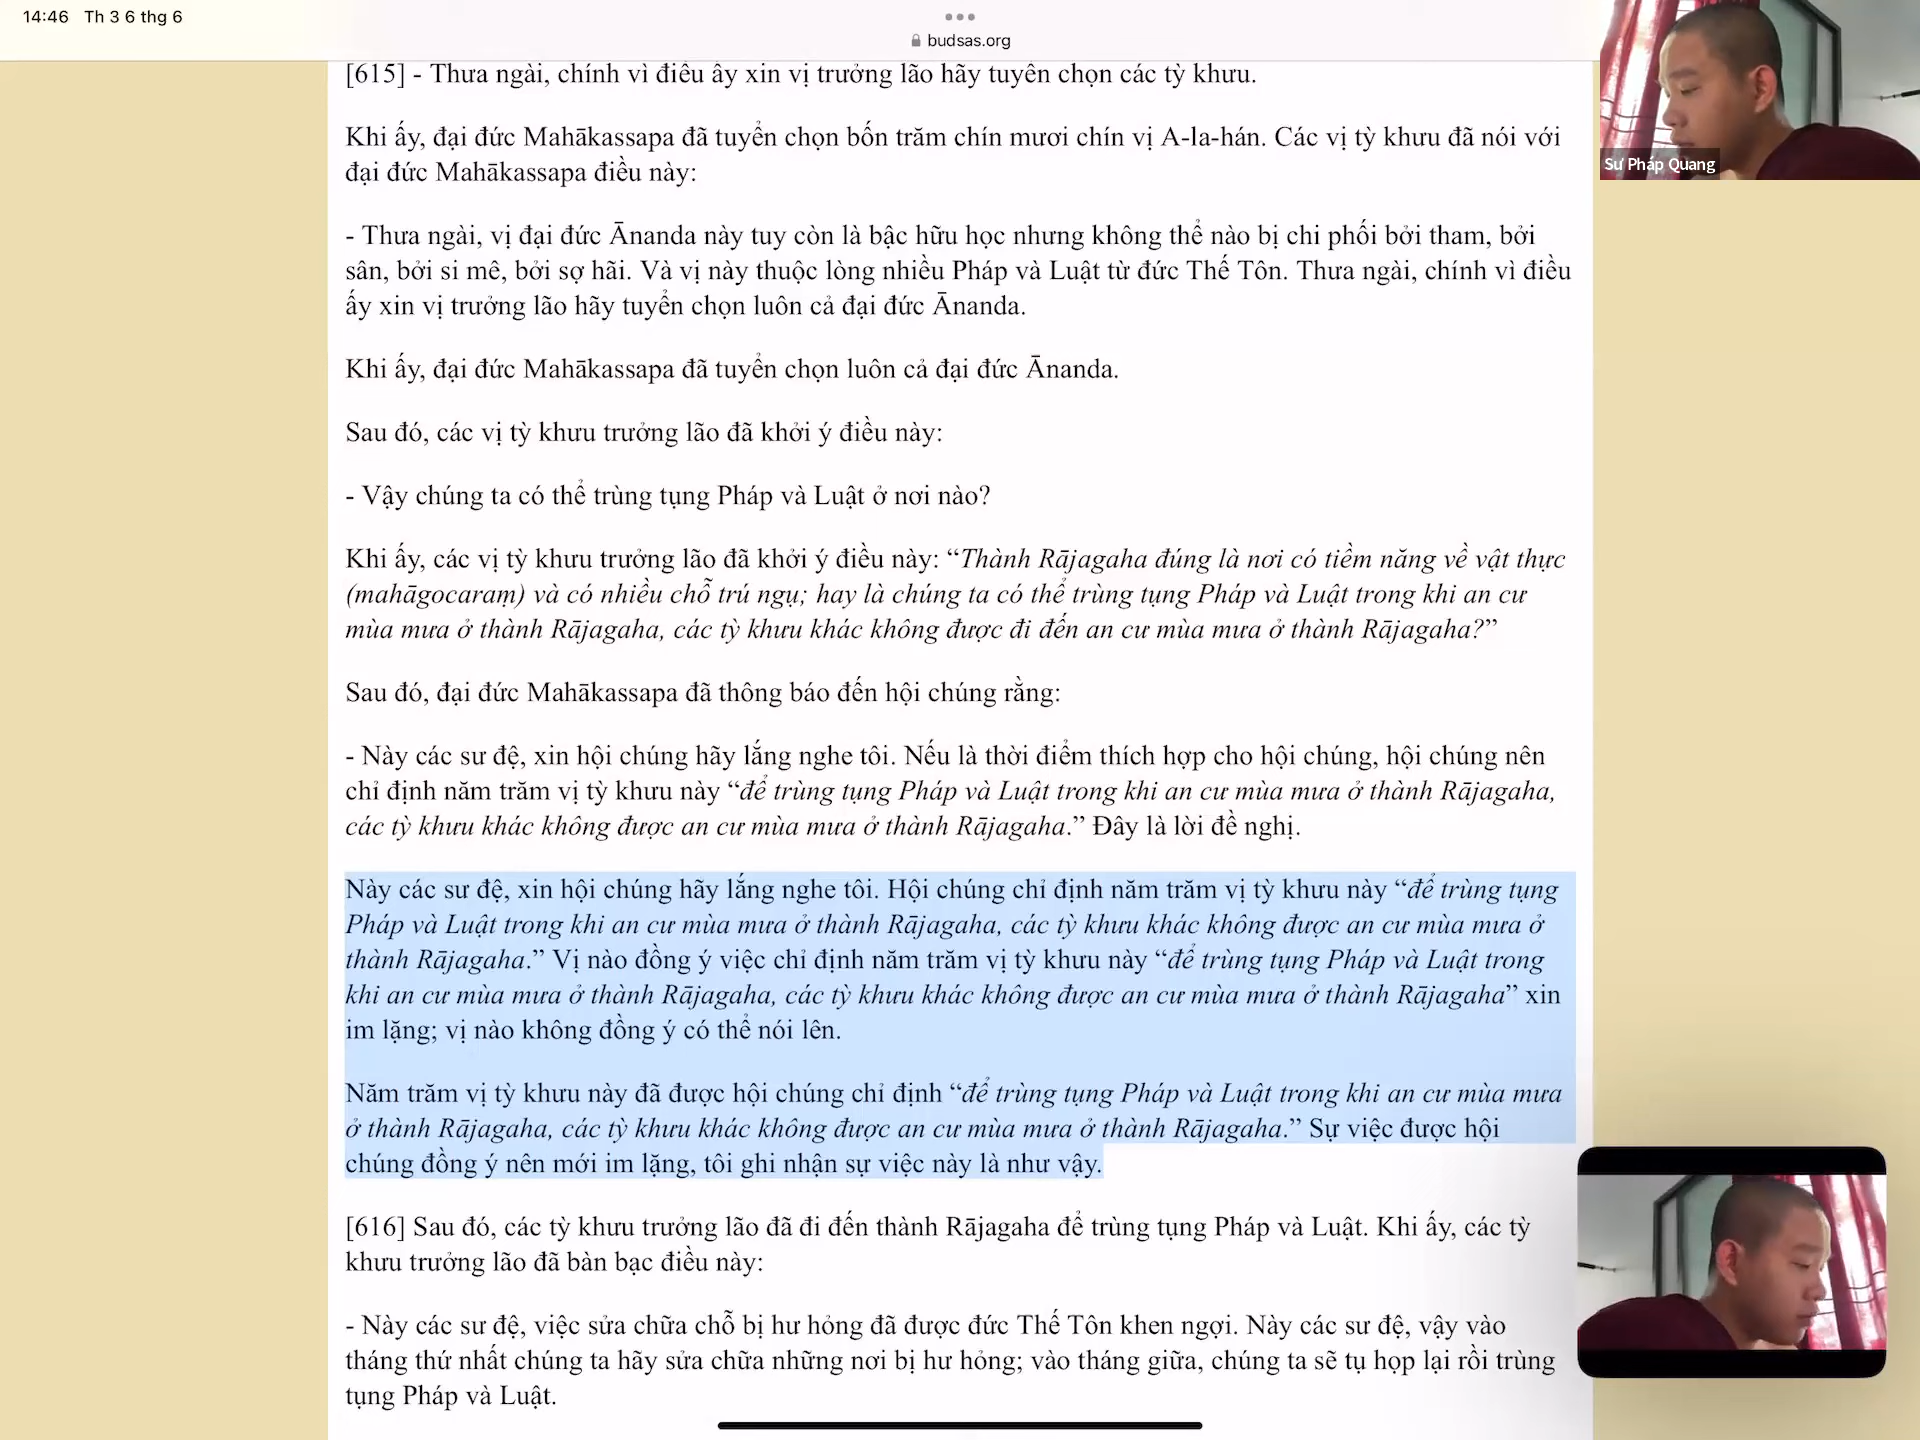 14:46 Th 3 6 thg 6
budsas.org
[615] - Thưa ngài, chính vì điều ấy xin vị trưởng lão hãy tuyển chọn các tỳ khưu.
Khi ấy, đại đức Mahākassapa đã tuyển chọn bốn trăm chín mươi chín vị A-la-hán. Các vị tỳ khưu đã nói với
đại đức Mahākassapa điều này:
- Thưa ngài, vị đại đức Ānanda này tuy còn là bậc hữu học nhưng không thể nào bị chi phối bởi tham, bởi
sân, bởi si mê, bởi sợ hãi. Và vị này thuộc lòng nhiều Pháp và Luật từ đức Thế Tôn. Thưa ngài, chính vì điều
ấy xin vị trưởng lão hãy tuyển chọn luôn cả đại đức Ānanda.
Khi ấy, đại đức Mahākassapa đã tuyển chọn luôn cả đại đức Ānanda.
Sau đó, các vị tỳ khưu trưởng lão đã khởi ý điều này:
- Vậy chúng ta có thể trùng tụng Pháp và Luật ở nơi nào?
Khi ấy, các vị tỳ khưu trưởng lão đã khởi ý điều này: “Thành Rājagaha đúng là nơi có tiềm năng về vật thực
(mahāgocaraṃ) và có nhiều chỗ trú ngụ; hay là chúng ta có thể trùng tụng Pháp và Luật trong khi an cư
mùa mưa ở thành Rājagaha, các tỳ khưu khác không được đi đến an cư mùa mưa ở thành Rājagaha?”
Sau đó, đại đức Mahākassapa đã thông báo đến hội chúng rằng:
- Này các sư đệ, xin hội chúng hãy lắng nghe tôi. Nếu là thời điểm thích hợp cho hội chúng, hội chúng nên
chỉ định năm trăm vị tỳ khưu này “để trùng tụng Pháp và Luật trong khi an cư mùa mưa ở thành Rājagaha,
các tỳ khưu khác không được an cư mùa mưa ở thành Rājagaha.” Đây là lời đề nghị.
Này các sư đệ, xin hội chúng hãy lắng nghe tôi. Hội chúng chỉ định năm trăm vị tỳ khưu này “để trùng tụng
Pháp và Luật trong khi an cư mùa mưa ở thành Rājagaha, các tỳ khưu khác không được an cư mùa mưa ở
thành Rājagaha.” Vị nào đồng ý việc chỉ định năm trăm vị tỳ khưu này “để trùng tụng Pháp và Luật trong
khi an cư mùa mưa ở thành Rājagaha, các tỳ khưu khác không được an cư mùa mưa ở thành Rājagaha” xin
im lặng; vị nào không đồng ý có thể nói lên.
Năm trăm vị tỳ khưu này đã được hội chúng chỉ định “để trùng tụng Pháp và Luật trong khi an cư mùa mưa
ở thành Rājagaha, các tỳ khưu khác không được an cư mùa mưa ở thành Rājagaha.” Sự việc được hội
chúng đồng ý nên mới im lặng, tôi ghi nhận sự việc này là như vậy.
[616] Sau đó, các tỳ khưu trưởng lão đã đi đến thành Rājagaha để trùng tụng Pháp và Luật. Khi ấy, các tỳ
khưu trưởng lão đã bàn bạc điều này:
- Này các sư đệ, việc sửa chữa chỗ bị hư hỏng đã được đức Thế Tôn khen ngợi. Này các sư đệ, vậy vào
tháng thứ nhất chúng ta hãy sửa chữa những nơi bị hư hỏng; vào tháng giữa, chúng ta sẽ tụ họp lại rồi trùng
tụng Pháp và Luật.
Sư Pháp Quang